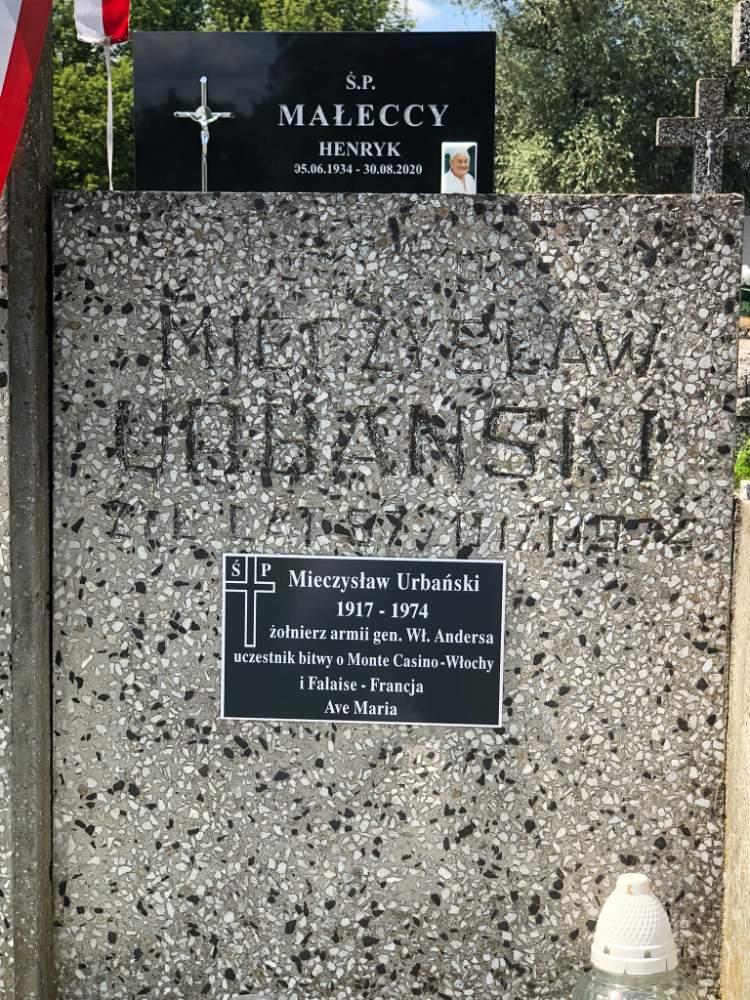 Ś.P.
MAŁECCY
HENRYK
05.06.1934 - 30.08.2020
MIECZYSŁAW
URBAŃSKI
LAT
Ś P
Mieczysław Urbański
1917 - 1974
żołnierz armii gen. Wł. Andersa
uczestnik bitwy o Monte Casino-Włochy
i Falaise - Francja
Ave Maria